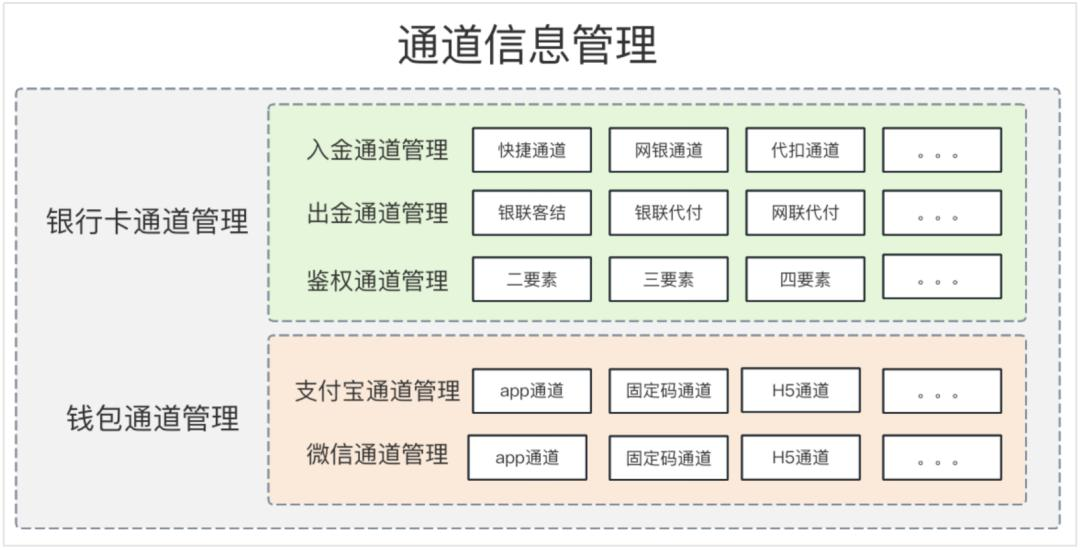 通道信息管理
银行卡通道管理
入金通道管理 快捷通道 网银通道 代扣通道 。。。
出金通道管理 银联客结 银联代付 网联代付 。。。
鉴权通道管理 二要素 三要素 四要素 。。。
钱包通道管理
支付宝通道管理 app通道 固定码通道 H5通道 。。。
微信通道管理 app通道 固定码通道 H5通道 。。。